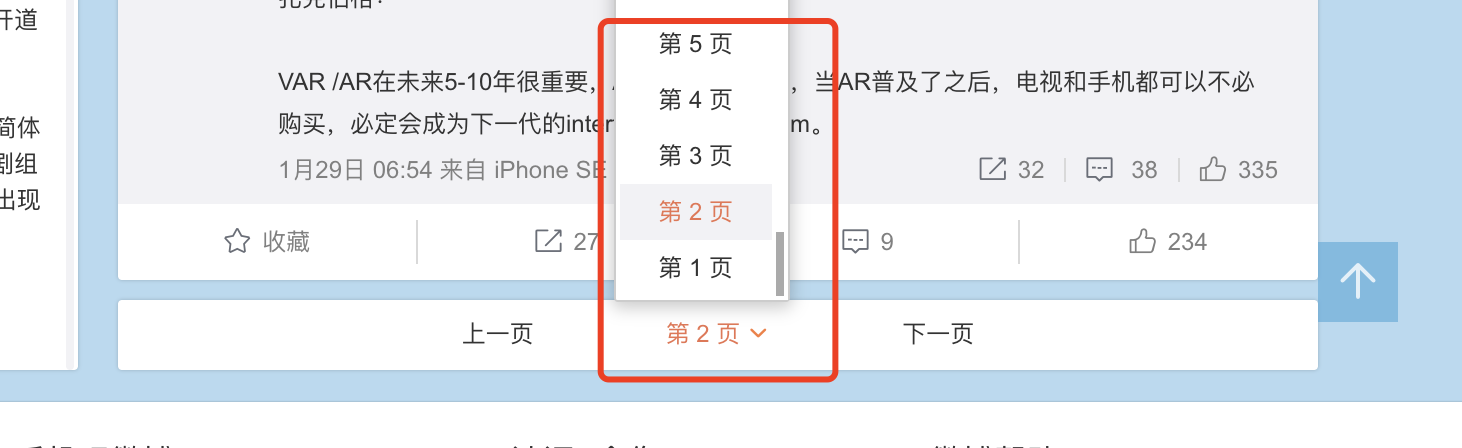 开道
简体
剧组
出现
VAR /AR在未来5-10年很重要，
，当AR普及了之后，电视和手机都可以不必
购买，必定会成为下一代的inter
m。
1月29日 06:54 来自 iPhone SE
32
38
335
收藏
27
9
234
第 5 页
第 4 页
第 3 页
第 2 页
第 1 页
上一页
第 2 页
下一页